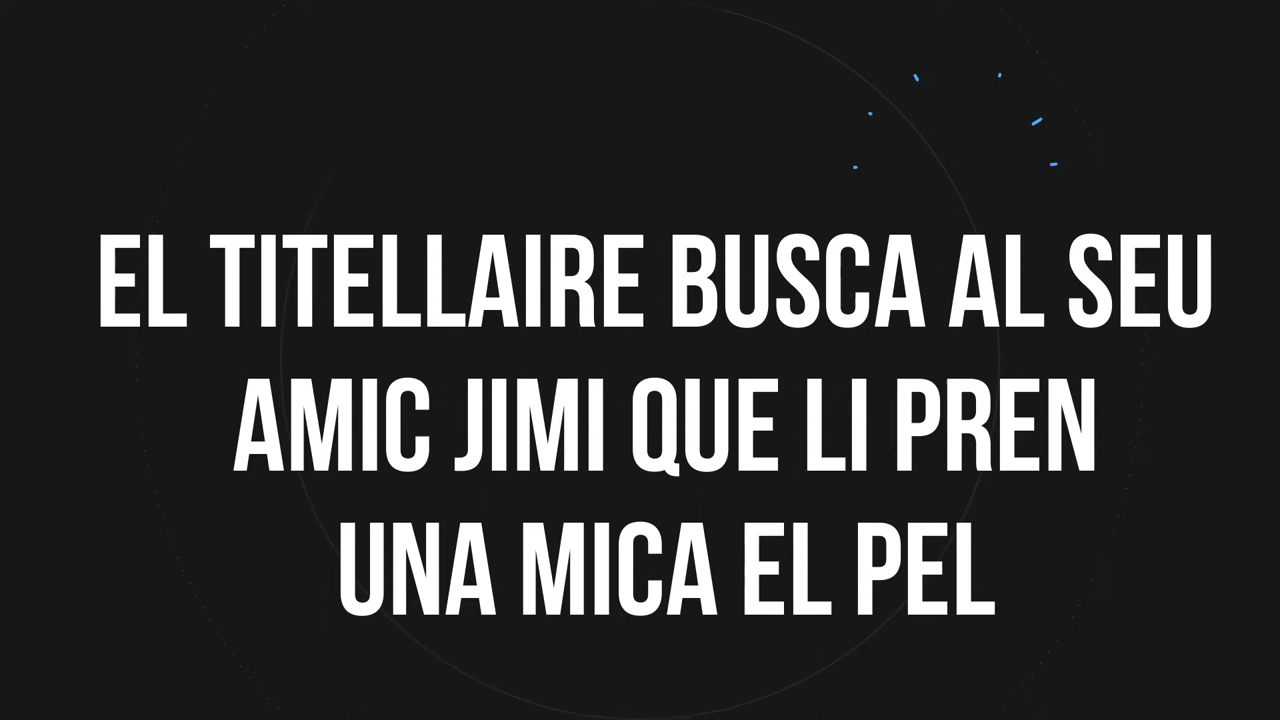 EL TITELLAIRE BUSCA AL SEU
AMIC JIMI QUE LI PREN
UNA MICA EL PEL